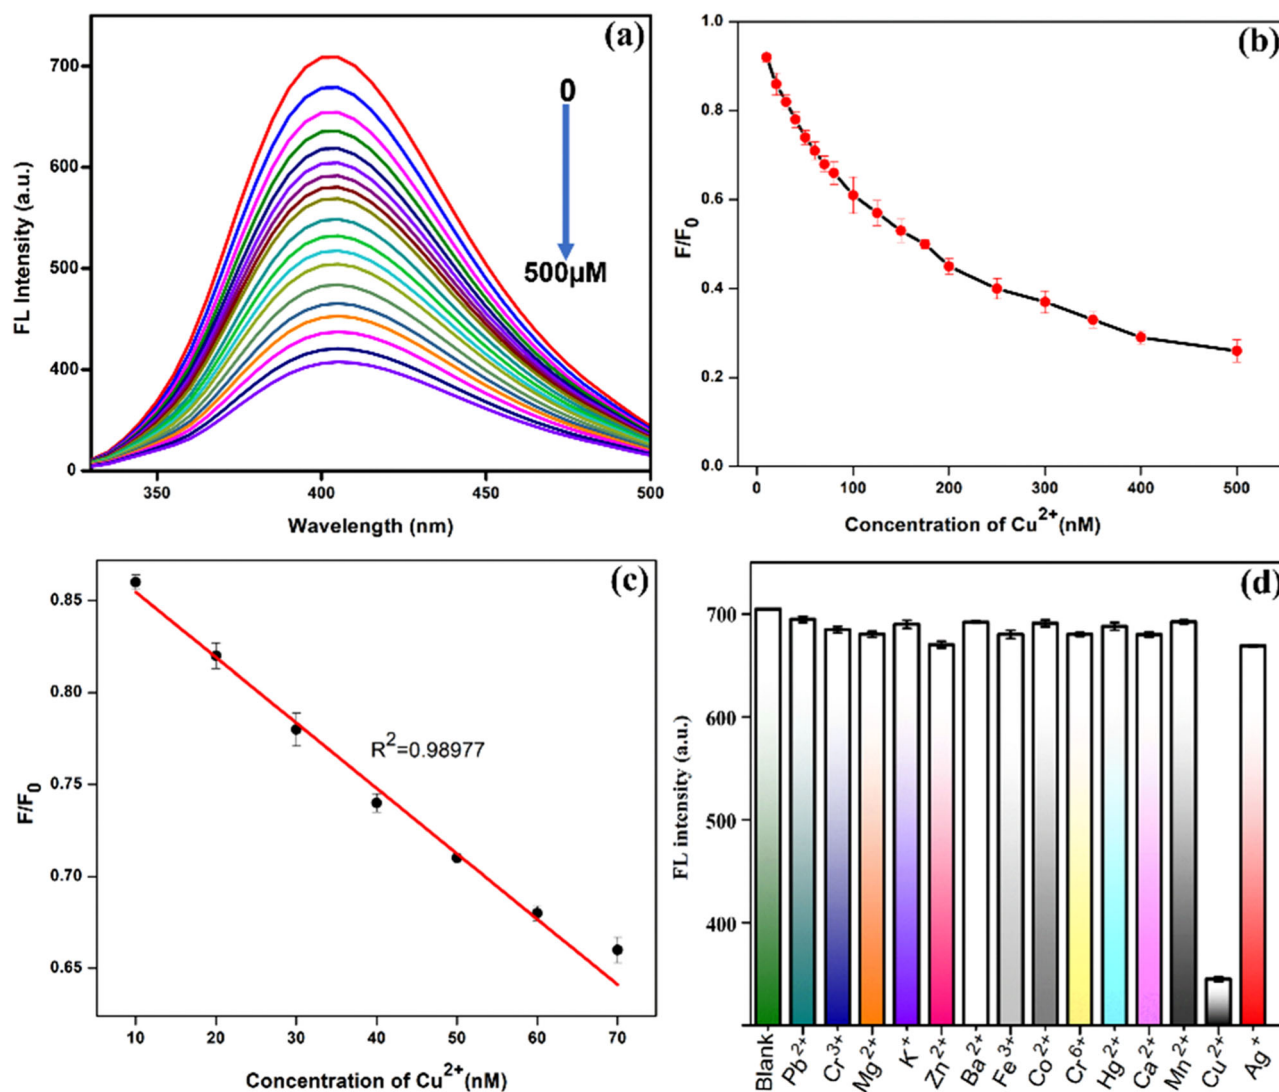 (a)
0
500μM
700
600
500
400
0
350
400
450
500
FL Intensity (a.u.)
Wavelength (nm)
(b)
1.0
0.8
0.6
0.4
0.2
0.0
0
100
200
300
400
500
F/F0
Concentration of Cu2+(nM)
(c)
0.85
0.80
0.75
0.70
0.65
R2=0.98977
10
20
30
40
50
60
70
F/F0
Concentration of Cu2+(nM)
(d)
700
600
500
400
FL intensity (a.u.)
Blank
Pb2+
Cr3+
Mg2+
K+
Zn2+
Ba2+
Fe3+
Co2+
Cr6+
Hg2+
Ca2+
Mn2+
Cu2+
Ag+